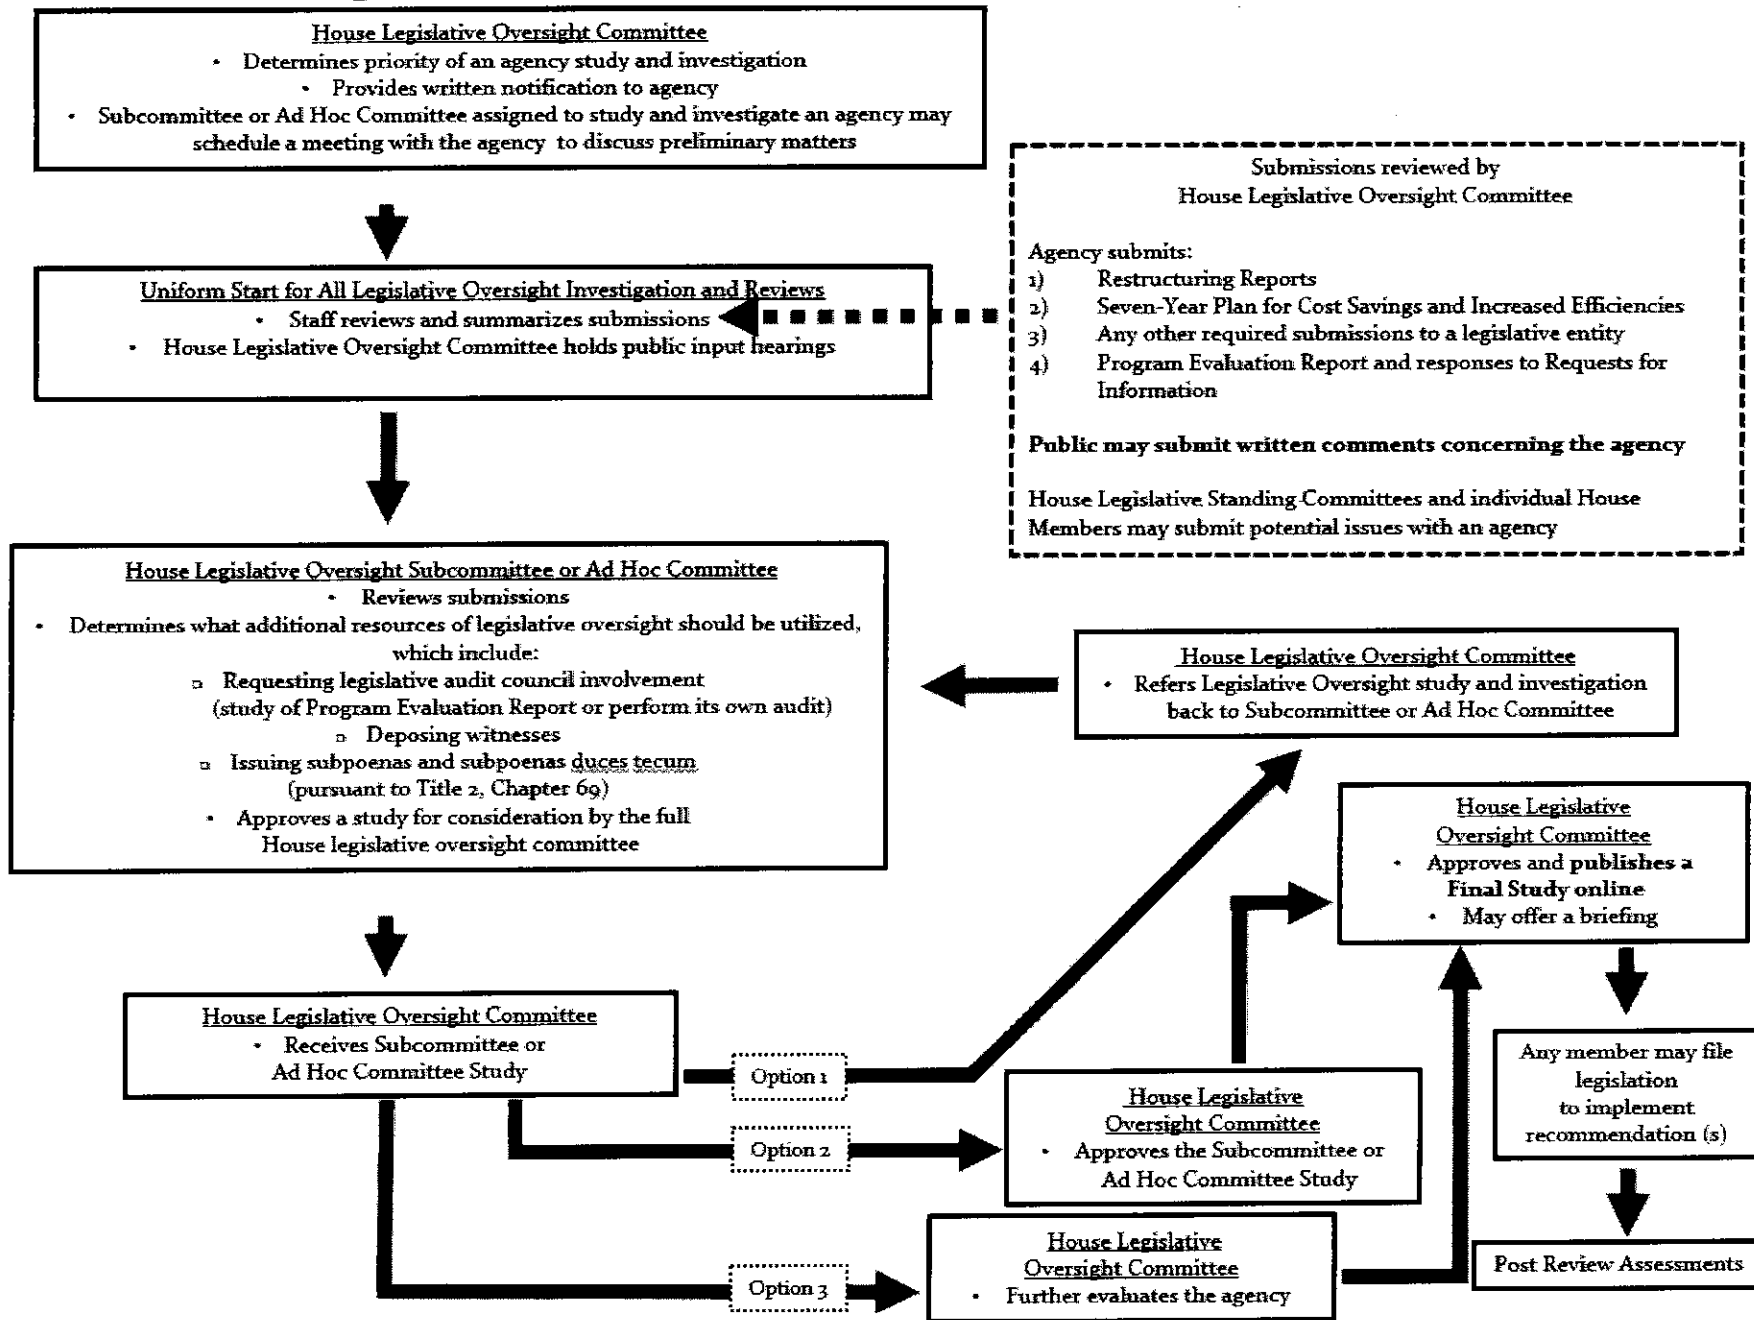 House Legislative Oversight Committee
• Determines priority of an agency study and investigation
• Provides written notification to agency
• Subcommittee or Ad Hoc Committee assigned to study and investigate an agency may
schedule a meeting with the agency to discuss preliminary matters
Submissions reviewed by
House Legislative Oversight Committee
Agency submits:
1) Restructuring Reports
2) Seven-Year Plan for Cost Savings and Increased Efficiencies
3) Any other required submissions to a legislative entity
4) Program Evaluation Report and responses to Requests for
Information
Public may submit written comments concerning the agency
House Legislative Standing Committees and individual House
Members may submit potential issues with an agency
Uniform Start for All Legislative Oversight Investigation and Reviews
• Staff reviews and summarizes submissions
• House Legislative Oversight Committee holds public input hearings
House Legislative Oversight Subcommittee or Ad Hoc Committee
• Reviews submissions
• Determines what additional resources of legislative oversight should be utilized,
which include:
▫ Requesting legislative audit council involvement
(study of Program Evaluation Report or perform its own audit)
▫ Deposing witnesses
▫ Issuing subpoenas and subpoenas duces tecum
(pursuant to Title 2, Chapter 69)
• Approves a study for consideration by the full
House legislative oversight committee
House Legislative Oversight Committee
• Refers Legislative Oversight study and investigation
back to Subcommittee or Ad Hoc Committee
House Legislative
Oversight Committee
• Approves and publishes a
Final Study online
• May offer a briefing
House Legislative Oversight Committee
• Receives Subcommittee or
Ad Hoc Committee Study
Option 1
Option 2
Option 3
House Legislative
Oversight Committee
• Approves the Subcommittee or
Ad Hoc Committee Study
House Legislative
Oversight Committee
• Further evaluates the agency
Any member may file
legislation
to implement
recommendation (s)
Post Review Assessments